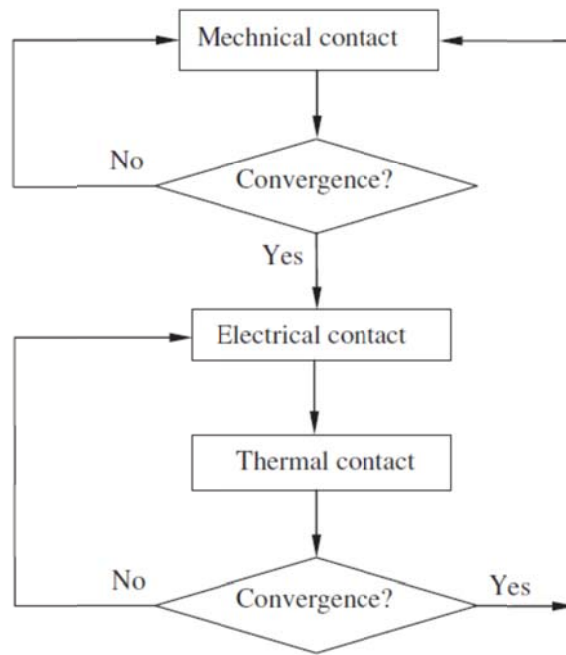 Mechnical contact
No
Convergence?
Yes
Electrical contact
Thermal contact
No
Convergence?
Yes